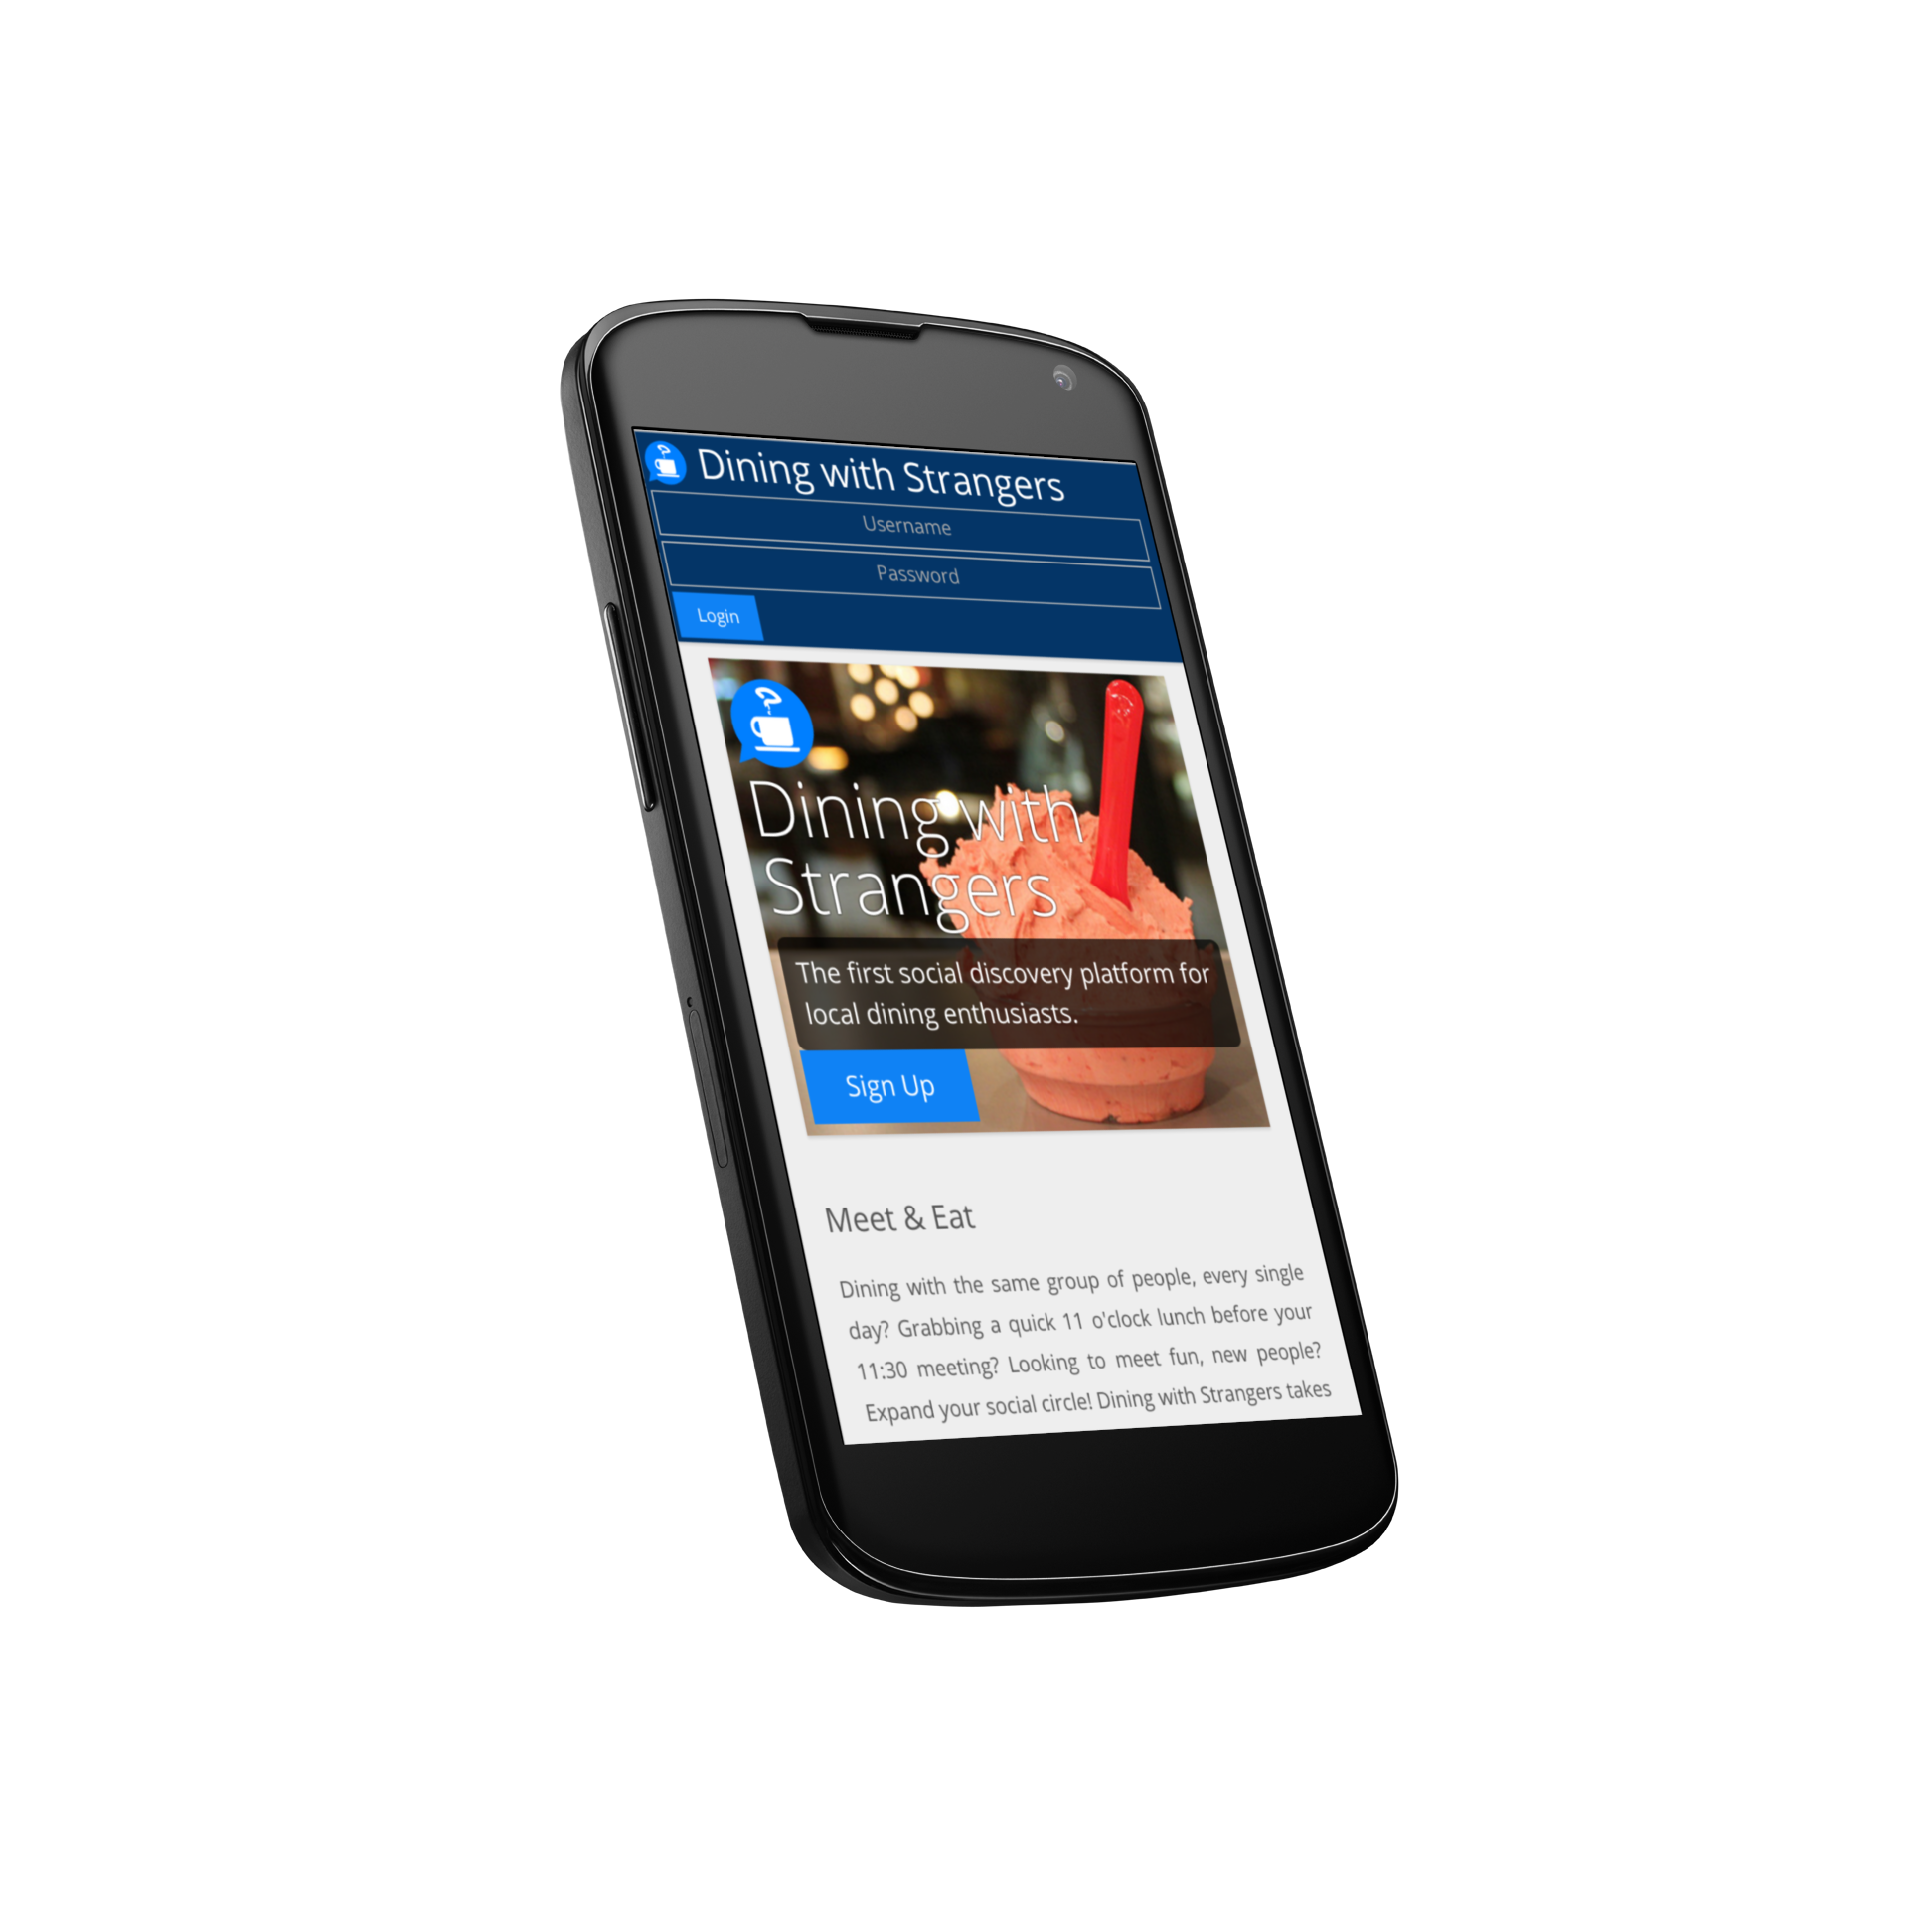 Dining with Strangers
Username
Password
Login
Dining with
Strangers
The first social discovery platform for
local dining enthusiasts.
Sign Up
Meet & Eat
Dining with the same group of people, every single
day? Grabbing a quick 11 o'clock lunch before your
11:30 meeting? Looking to meet fun, new people?
Expand your social circle! Dining with Strangers takes